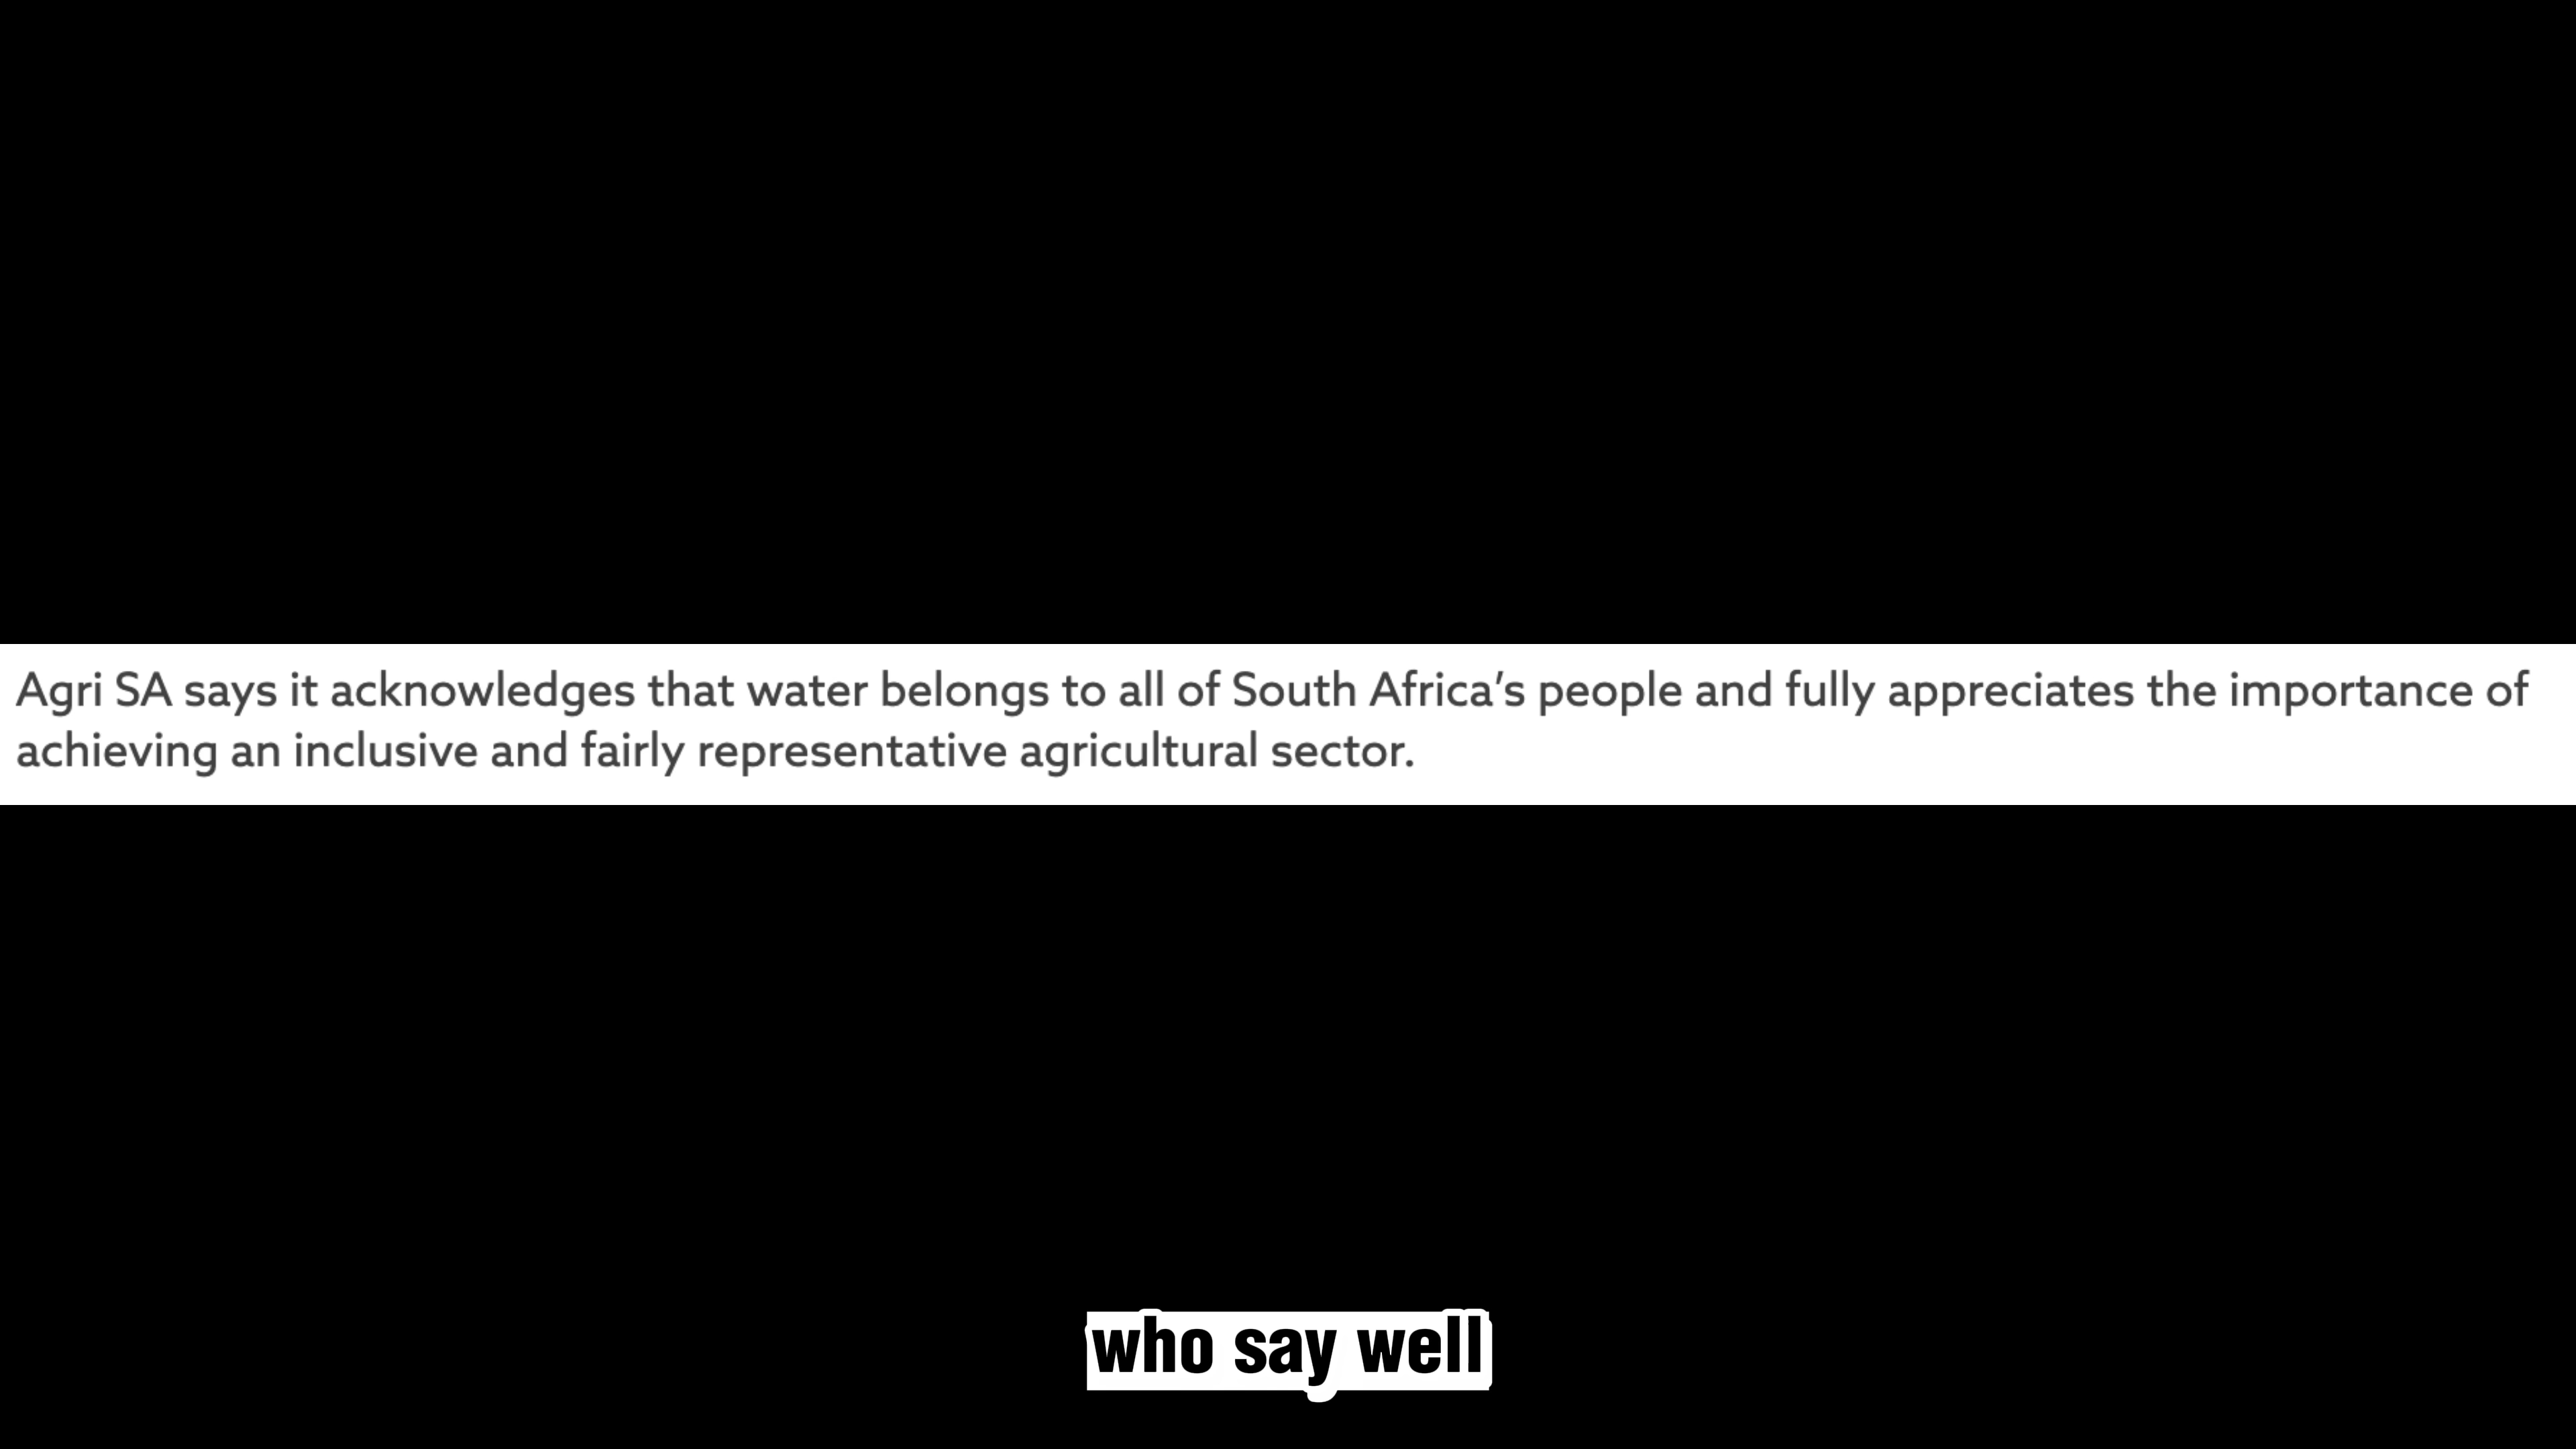 Agri SA says it acknowledges that water belongs to all of South Africa’s people and fully appreciates the importance of
achieving an inclusive and fairly representative agricultural sector.
who say well